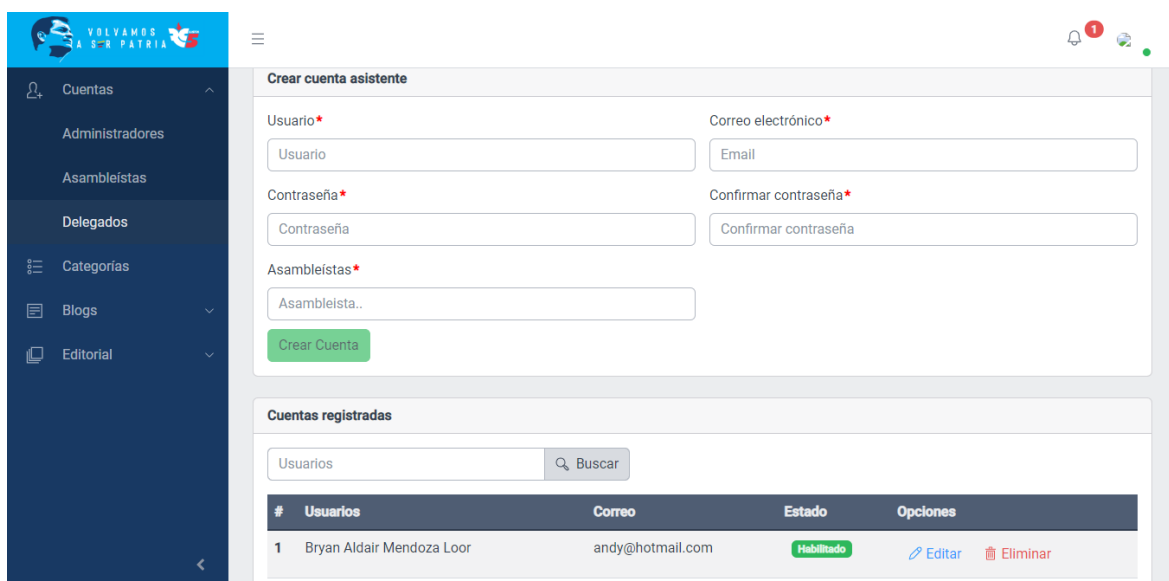 VOLVAMOS
A SER PATRIA
1
Cuentas
Administradores
Asambleístas
Delegados
Categorías
Blogs
Editorial
Crear cuenta asistente
Usuario*
Correo electrónico*
Usuario
Email
Contraseña*
Confirmar contraseña*
Contraseña
Confirmar contraseña
Asambleístas*
Asambleista..
Crear Cuenta
Cuentas registradas
Usuarios
Buscar
# Usuarios Correo Estado Opciones
1 Bryan Aldair Mendoza Loor andy@hotmail.com Habilitado Editar Eliminar